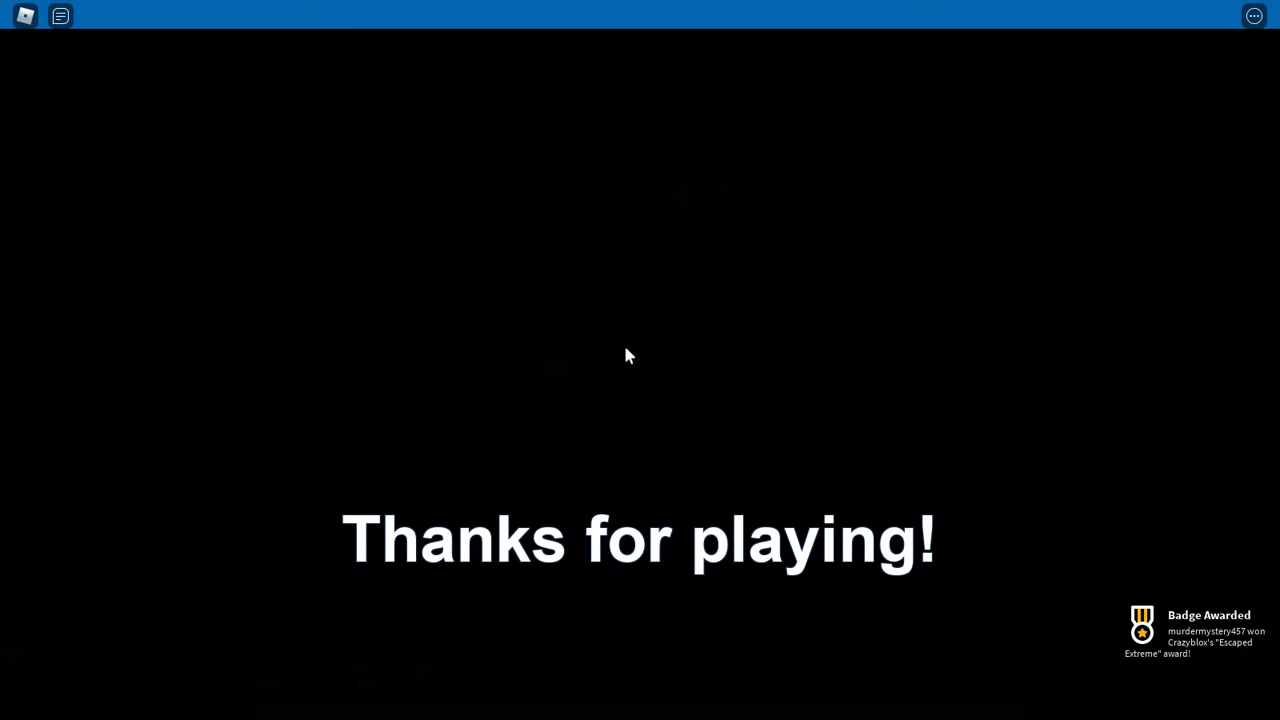 Thanks for playing!
Badge Awarded
murdermystery457 won
Crazyblox's "Escaped
Extreme" award!